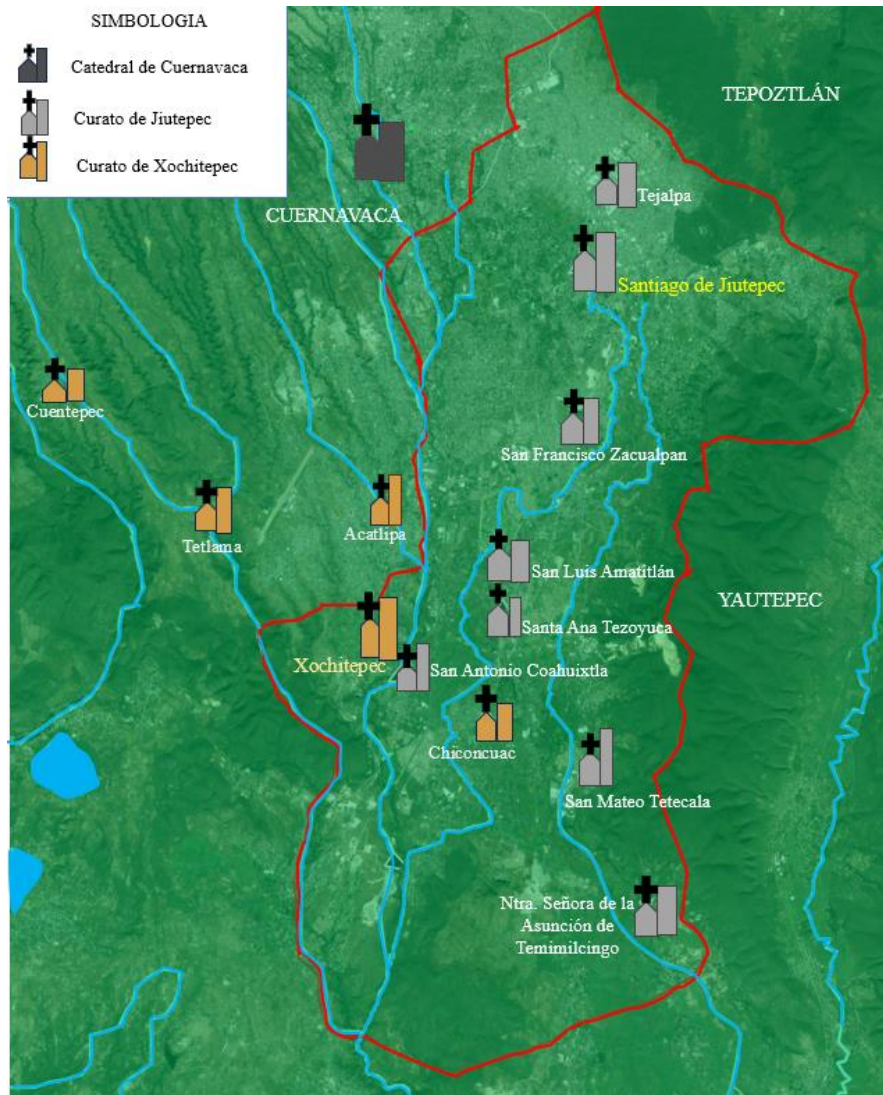 SIMBOLOGIA
Catedral de Cuernavaca
Curato de Jiutepec
Curato de Xochitepec
TEPOZTLÁN
Tejalpa
CUERNAVACA
Santiago de Jiutepec
Cuentepec
San Francisco Zacualpan
Tetlama
Acatlipa
San Luis Amatitlán
YAUTEPEC
Santa Ana Tezoyuca
Xochitepec
San Antonio Coahuixtla
Chiconcuac
San Mateo Tetecala
Ntra. Señora de la
Asunción de
Temimilcingo